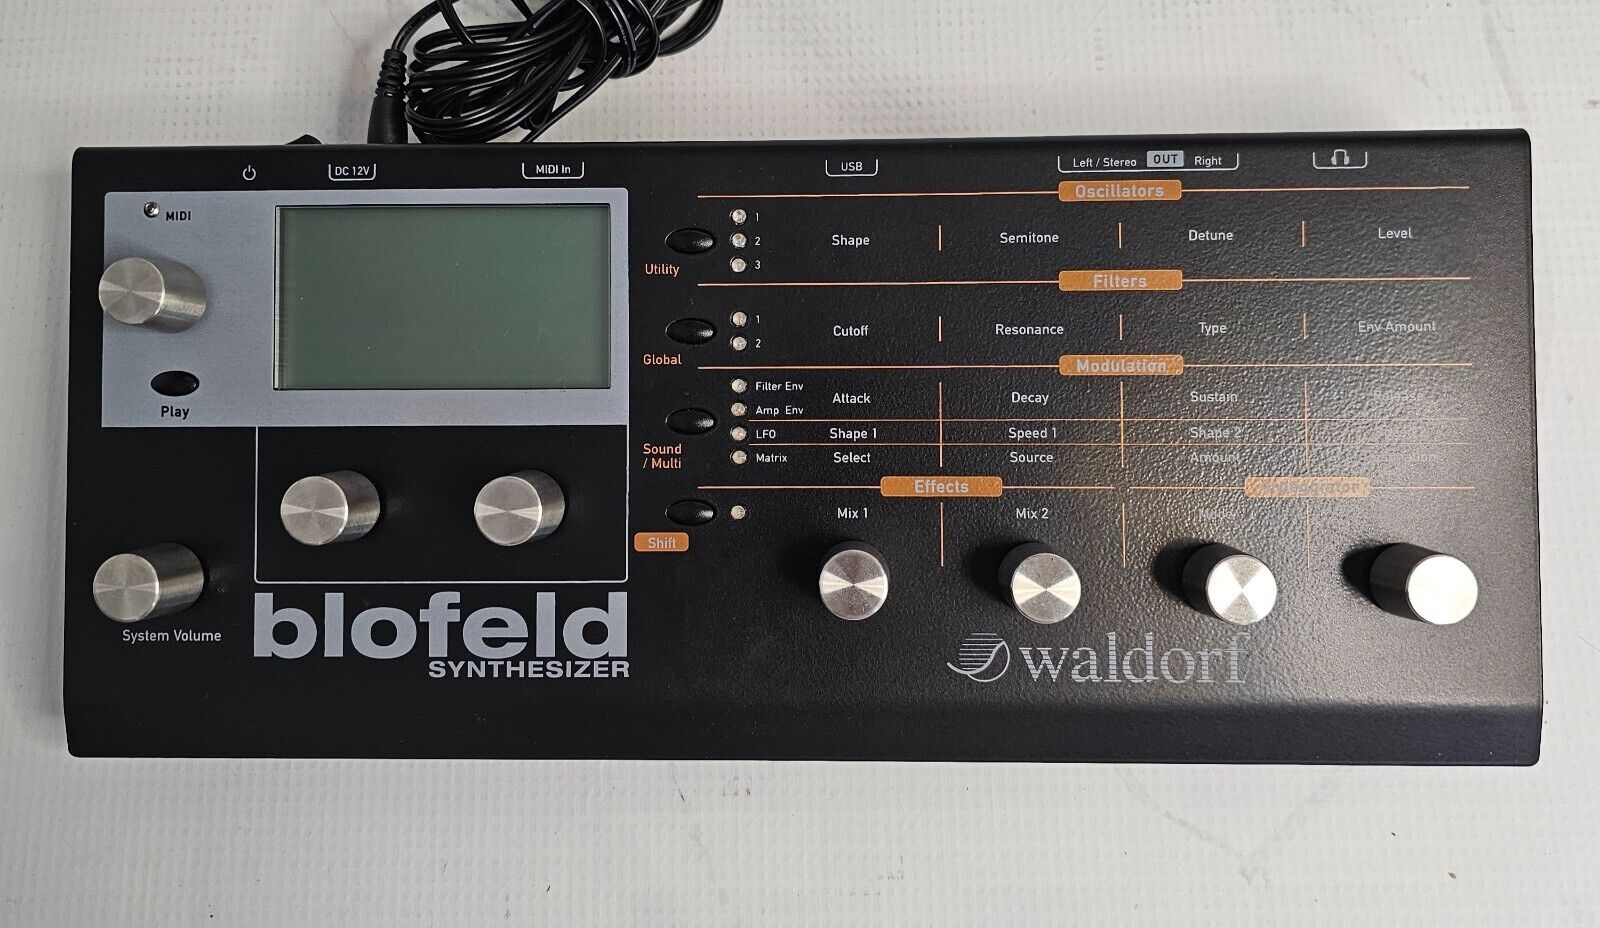 DC 12V
MIDI In
USB
Left / Stereo OUT Right
MIDI
Play
System Volume
blofeld
SYNTHESIZER
Oscillators
1
2
3
Shape Semitone Detune Level
Utility
Filters
1
2
Cutoff Resonance Type Env Amount
Global
Modulation
Filter Env
Amp Env
Attack Decay Sustain Release
LFO Shape 1 Speed 1 Shape 2
Matrix Select Source Amount
Sound
/ Multi
Effects
Mix 1 Mix 2 Mode
Shift
waldorf